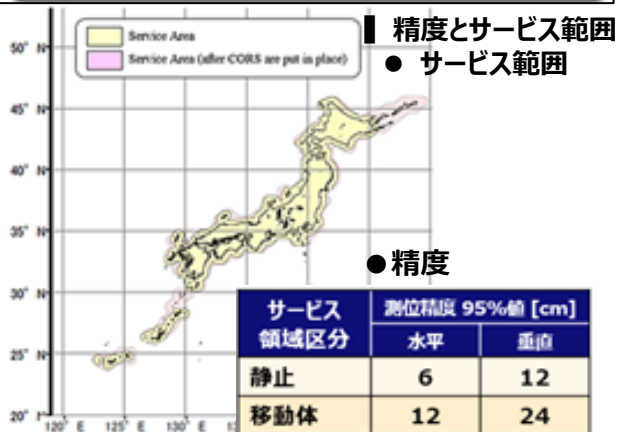 ▌ 精度とサービス範囲
● サービス範囲
Service Area
Service Area (after CORS are put in place)
50° N
45° N
40° N
35° N
30° N
25° N
20° N
120° E 125° E 130° E
●精度
サービス領域区分 測位精度 95%値 [cm]
水平 垂直
静止 6 12
移動体 12 24